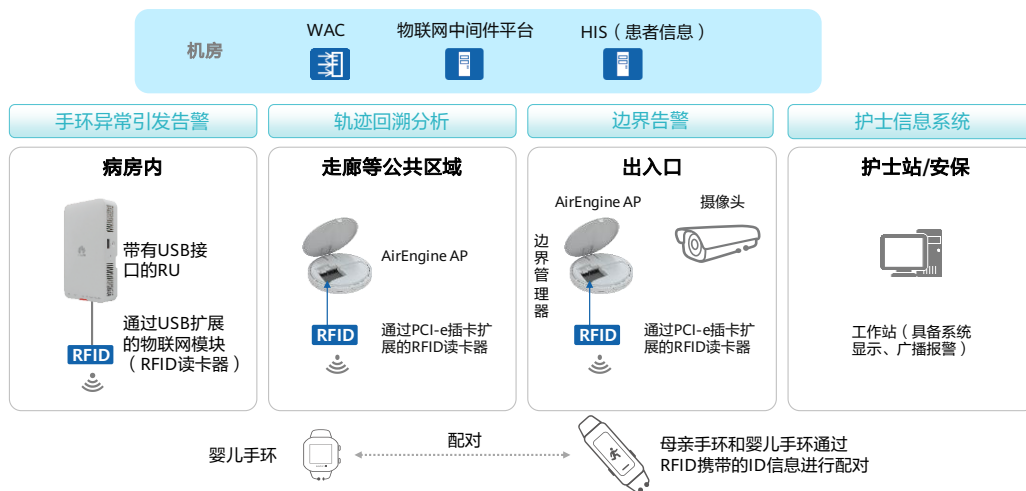 机房
WAC
物联网中间件平台
HIS（患者信息）
手环异常引发告警
轨迹回溯分析
边界告警
护士信息系统
病房内
带有USB接
口的RU
通过USB扩展
的物联网模块
（RFID读卡器）
RFID
走廊等公共区域
AirEngine AP
RFID
通过PCI-e插卡扩
展的RFID读卡器
出入口
AirEngine AP
摄像头
边界管理器
RFID
通过PCI-e插卡扩
展的RFID读卡器
护士站/安保
工作站（具备系统
显示、广播报警）
婴儿手环
配对
母亲手环和婴儿手环通过
RFID携带的ID信息进行配对